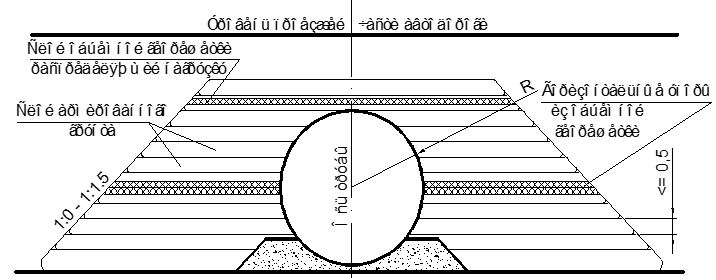 Óðîâåíü ïðîåçæåé ÷àñòè àâòîäîðîãè
Ñëîé îáúåìíîé ãåîðåøåòêè
ðàñïðåäåëÿþùèé íàãðóçêó
Ñëîé àðìèðîâàííîãî
ãðóíòà
R
Ãîðèçîíòàëüíûå óïîðû
èç îáúåìíîé
ãåîðåøåòêè
Îñü òðóáû
1:0 - 1:1.5
<= 0,5